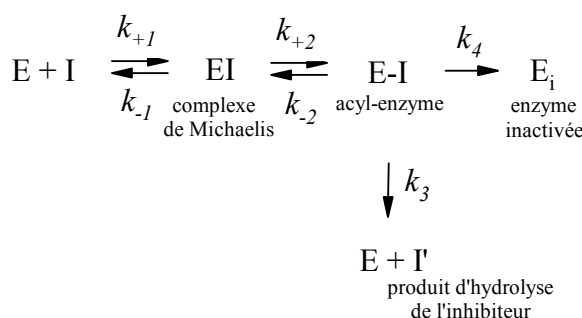 k+1 k+2 k4
E + I EI E-I Ei
k-1 k-2
complexe acyl-enzyme enzyme
de Michaelis inactivée
k3
E + I'
produit d'hydrolyse
de l'inhibiteur